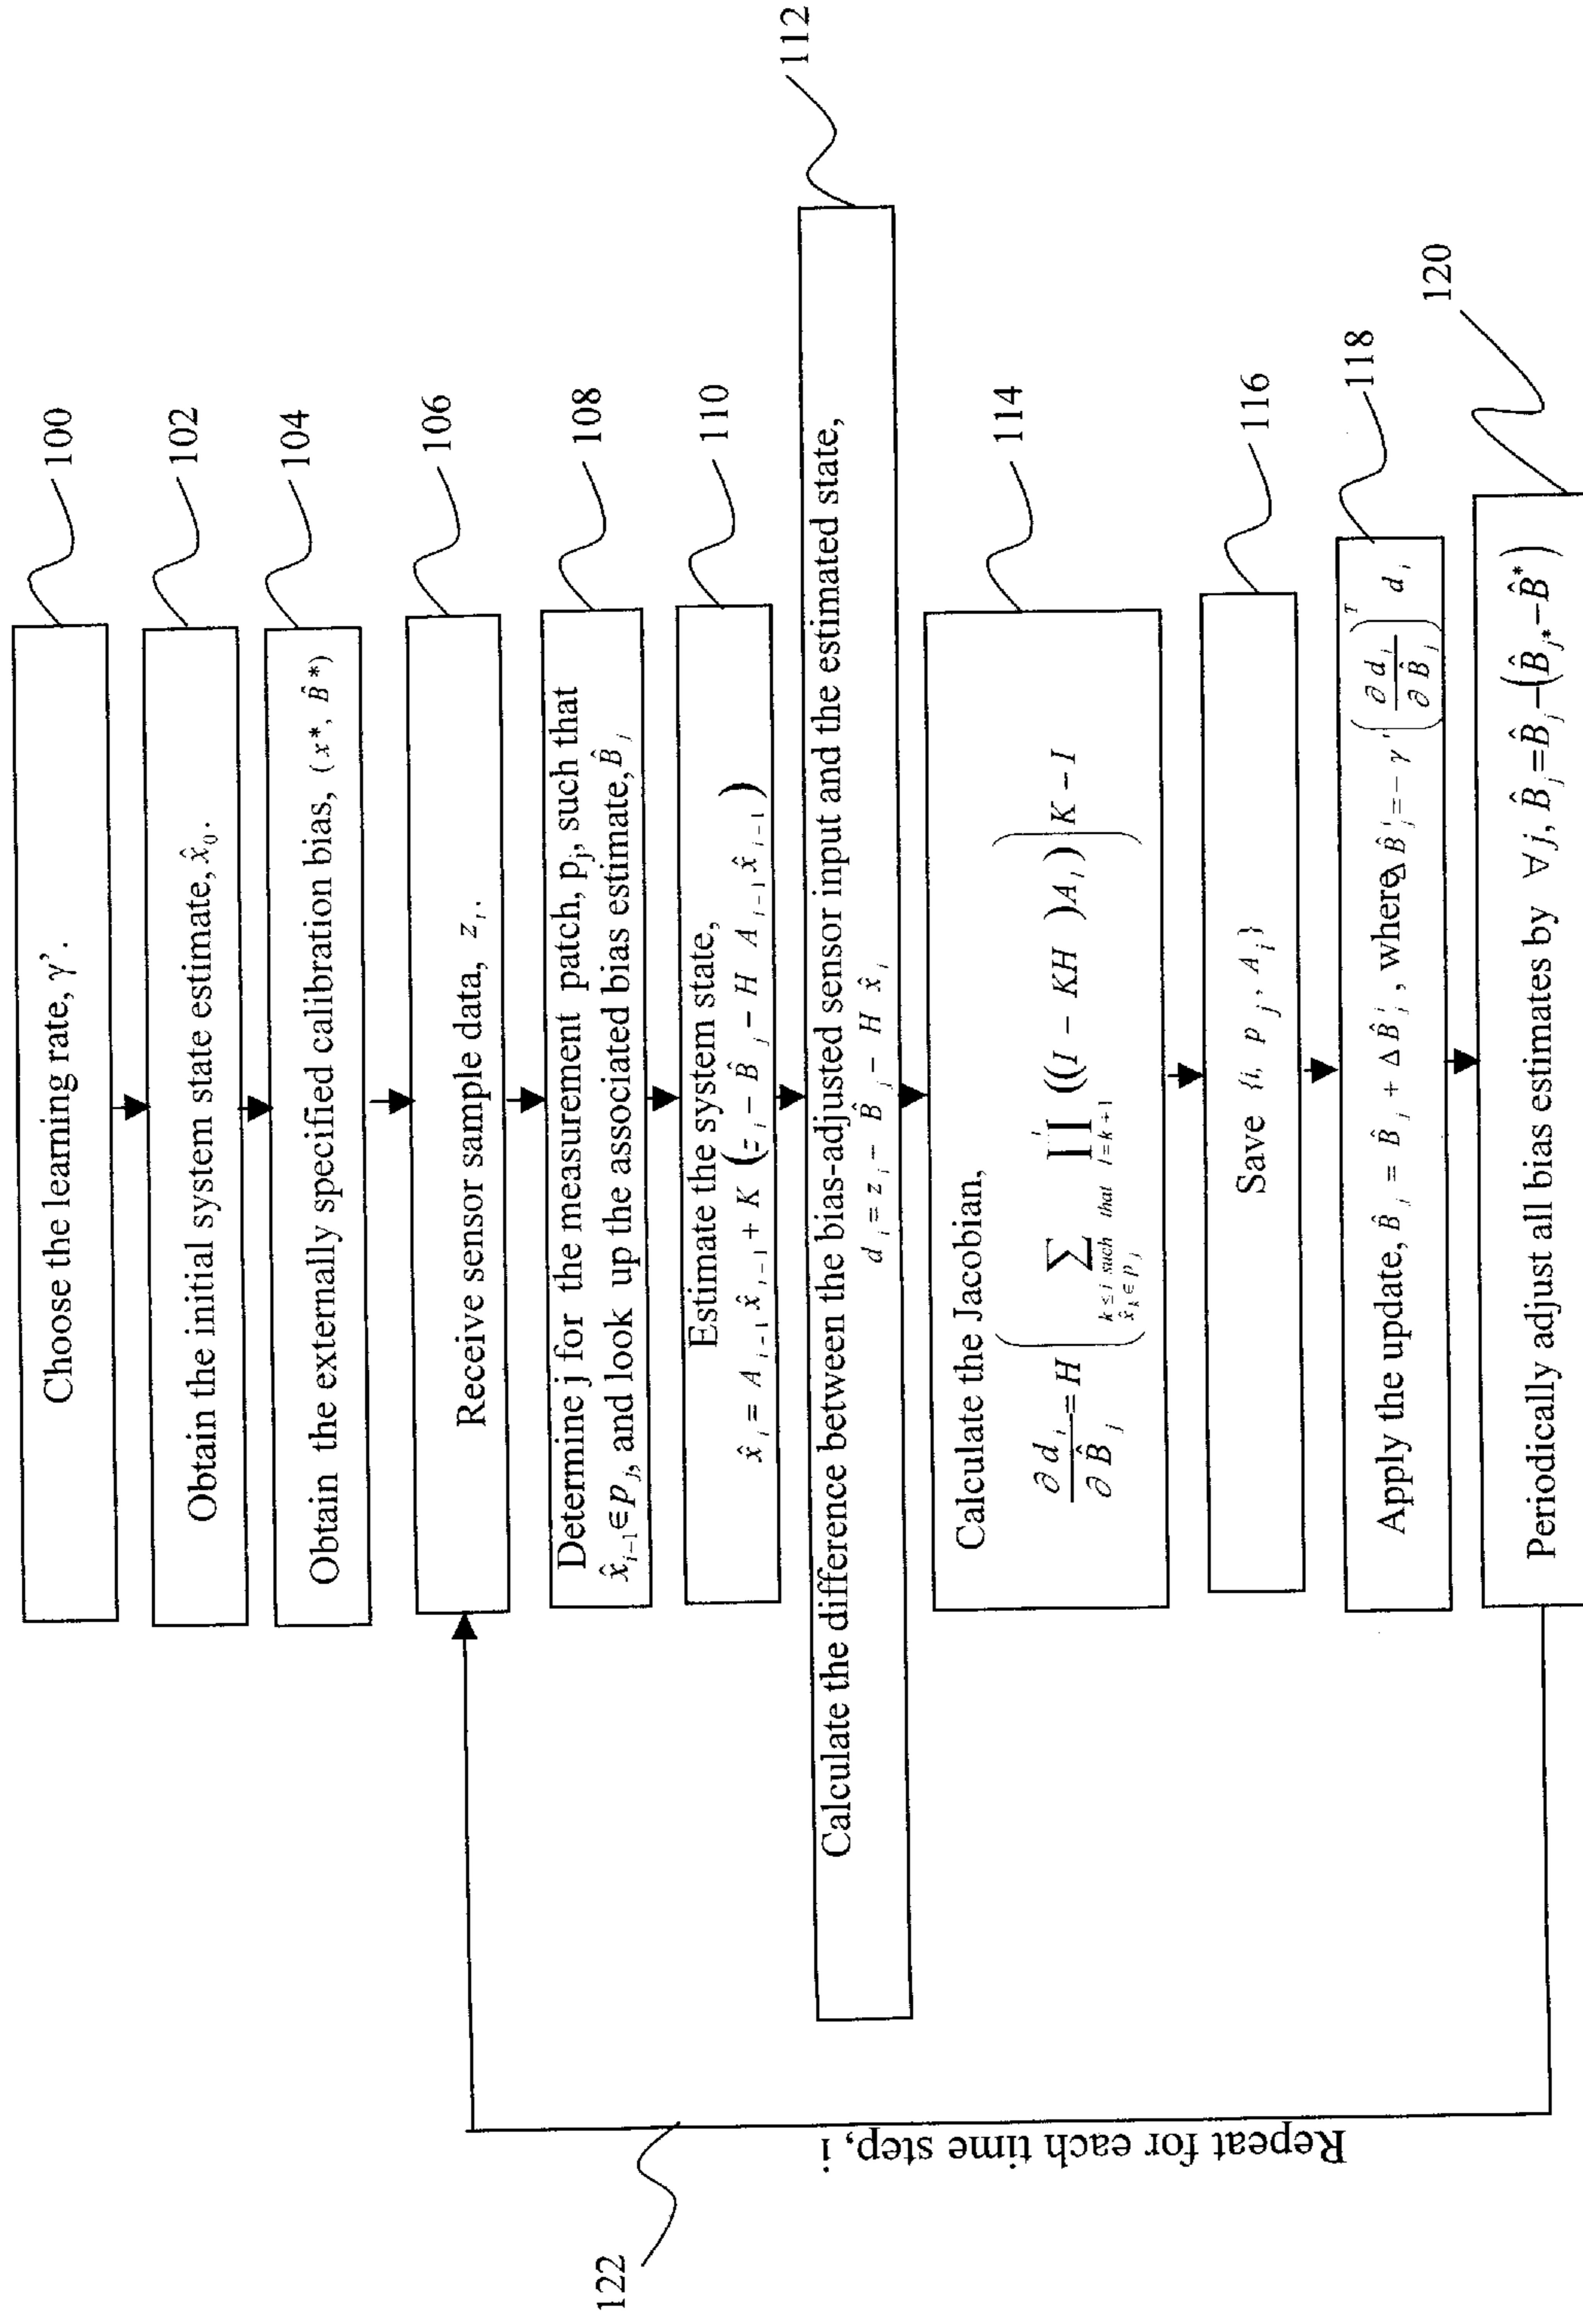 Choose the learning rate, γ’.
100
Obtain the initial system state estimate, x̂₀.
102
Obtain the externally specified calibration bias, (x*, B̂*)
104
Receive sensor sample data, zᵢ.
106
Determine j for the measurement patch, pⱼ, such that
x̂ᵢ₋₁ ∈ pⱼ, and look up the associated bias estimate, B̂ⱼ
108
Estimate the system state,
x̂ᵢ = Aᵢ₋₁ x̂ᵢ₋₁ + K (zᵢ − B̂ⱼ − H Aᵢ₋₁ x̂ᵢ₋₁)
110
Calculate the difference between the bias-adjusted sensor input and the estimated state,
dᵢ = zᵢ − B̂ⱼ − H x̂ᵢ
112
Calculate the Jacobian,
∂dᵢ/∂B̂ⱼ = H ( ∑ k≤i such that x̂ₖ∈pⱼ ∏ l=k+1 i ((I − KH )Aₗ) ) K − I
114
Save {i, pⱼ, Aᵢ}
116
Apply the update, B̂ⱼ = B̂ⱼ + ΔB̂ⱼⁱ, where ΔB̂ⱼⁱ = − γ' (∂dᵢ/∂B̂ⱼ)ᵀ dᵢ
118
Periodically adjust all bias estimates by ∀j, B̂ⱼ = B̂ⱼ − (B̂ⱼ* − B̂*)
120
Repeat for each time step, i
122